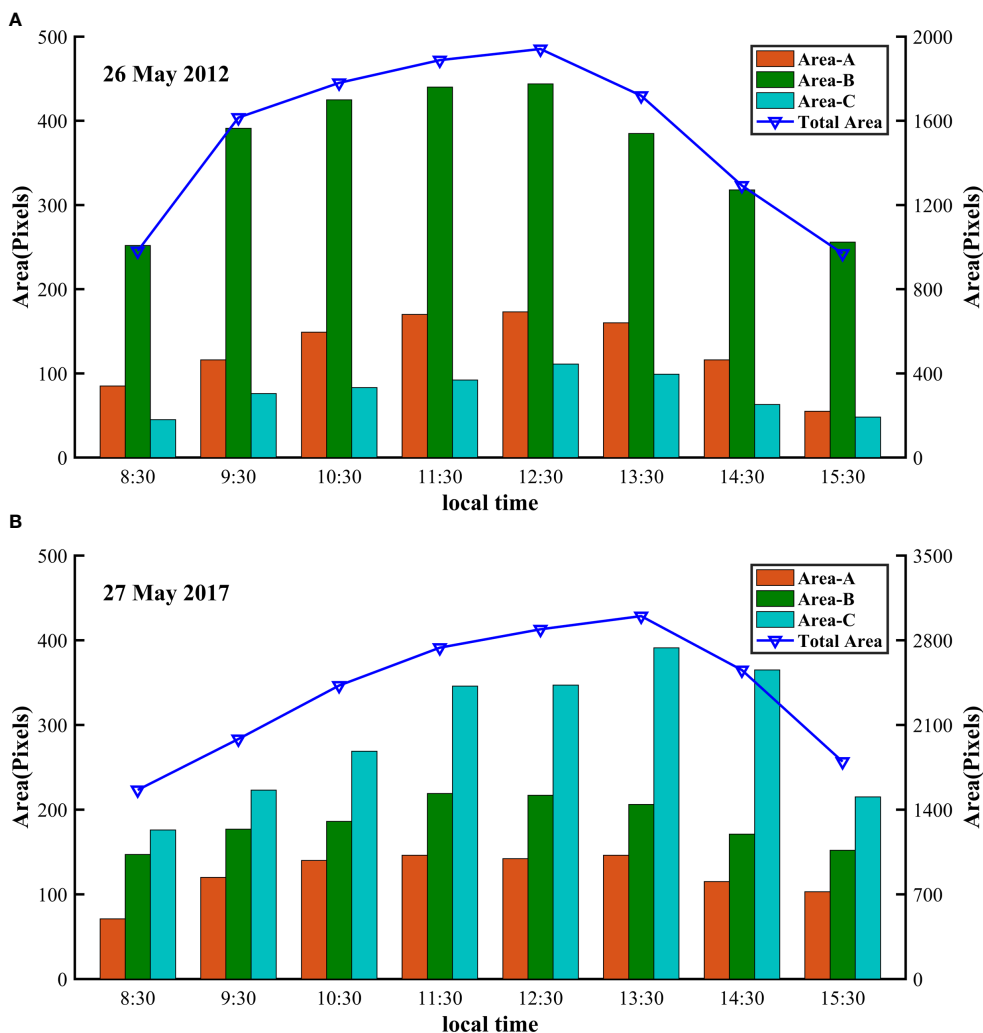 A
26 May 2012
Area-A
Area-B
Area-C
Total Area
Area(Pixels)
500
400
300
200
100
0
2000
1600
1200
800
400
0
Area(Pixels)
8:30 9:30 10:30 11:30 12:30 13:30 14:30 15:30
local time
B
27 May 2017
Area-A
Area-B
Area-C
Total Area
Area(Pixels)
500
400
300
200
100
0
3500
2800
2100
1400
700
0
Area(Pixels)
8:30 9:30 10:30 11:30 12:30 13:30 14:30 15:30
local time